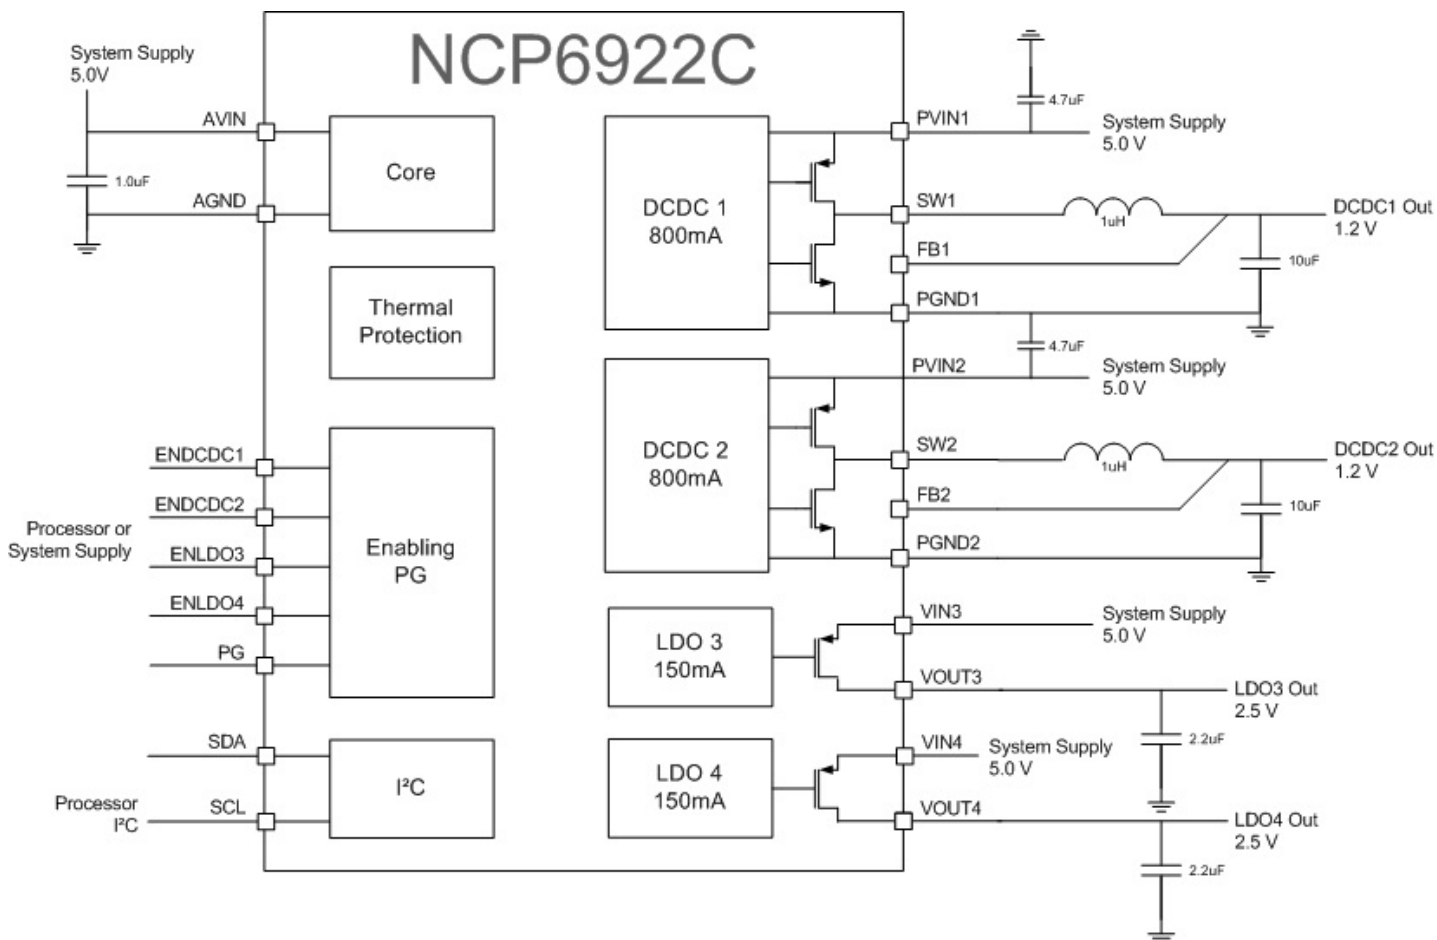 NCP6922C
System Supply
5.0V
AVIN
1.0uF
AGND
Core
Thermal
Protection
ENDCDC1
ENDCDC2
Processor or
System Supply
ENLDO3
ENLDO4
PG
Enabling
PG
SDA
Processor
I²C
SCL
I²C
DCDC 1
800mA
PVIN1
4.7uF
System Supply
5.0 V
SW1
1uH
DCDC1 Out
1.2 V
FB1
10uF
PGND1
4.7uF
DCDC 2
800mA
PVIN2
System Supply
5.0 V
SW2
1uH
DCDC2 Out
1.2 V
FB2
10uF
PGND2
LDO 3
150mA
VIN3
System Supply
5.0 V
VOUT3
LDO3 Out
2.5 V
2.2uF
LDO 4
150mA
VIN4
System Supply
5.0 V
VOUT4
LDO4 Out
2.5 V
2.2uF